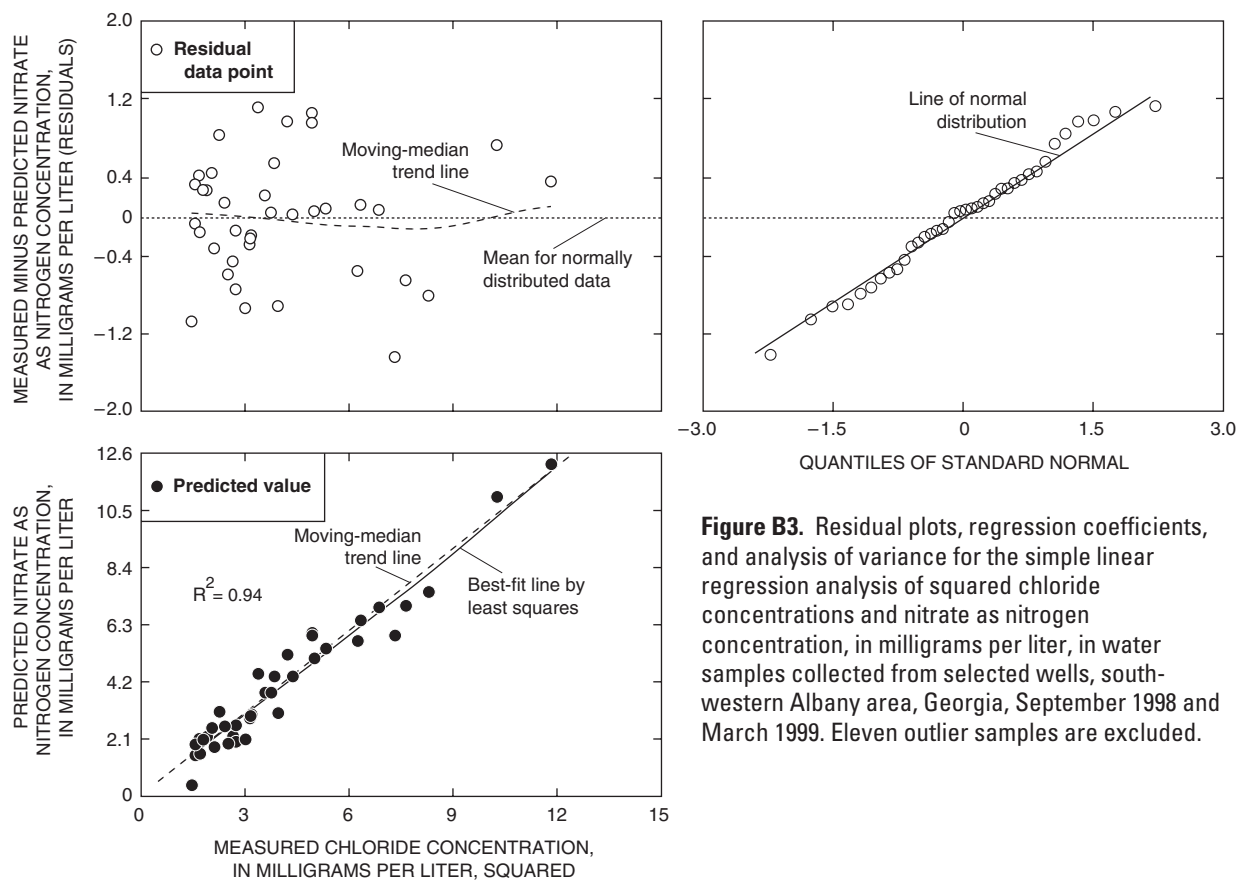 MEASURED MINUS PREDICTED NITRATE
AS NITROGEN CONCENTRATION,
IN MILLIGRAMS PER LITER (RESIDUALS)
2.0
1.2
0.4
0
−0.4
−1.2
−2.0
Residual
data point
Moving-median
trend line
Mean for normally
distributed data
Line of normal
distribution
−3.0
−1.5
0
1.5
3.0
QUANTILES OF STANDARD NORMAL
PREDICTED NITRATE AS
NITROGEN CONCENTRATION,
IN MILLIGRAMS PER LITER
12.6
10.5
8.4
6.3
4.2
2.1
0
Predicted value
Moving-median
trend line
R² = 0.94
Best-fit line by
least squares
0
3
6
9
12
15
MEASURED CHLORIDE CONCENTRATION,
IN MILLIGRAMS PER LITER, SQUARED
Figure B3. Residual plots, regression coefficients,
and analysis of variance for the simple linear
regression analysis of squared chloride
concentrations and nitrate as nitrogen
concentration, in milligrams per liter, in water
samples collected from selected wells, south-
western Albany area, Georgia, September 1998 and
March 1999. Eleven outlier samples are excluded.